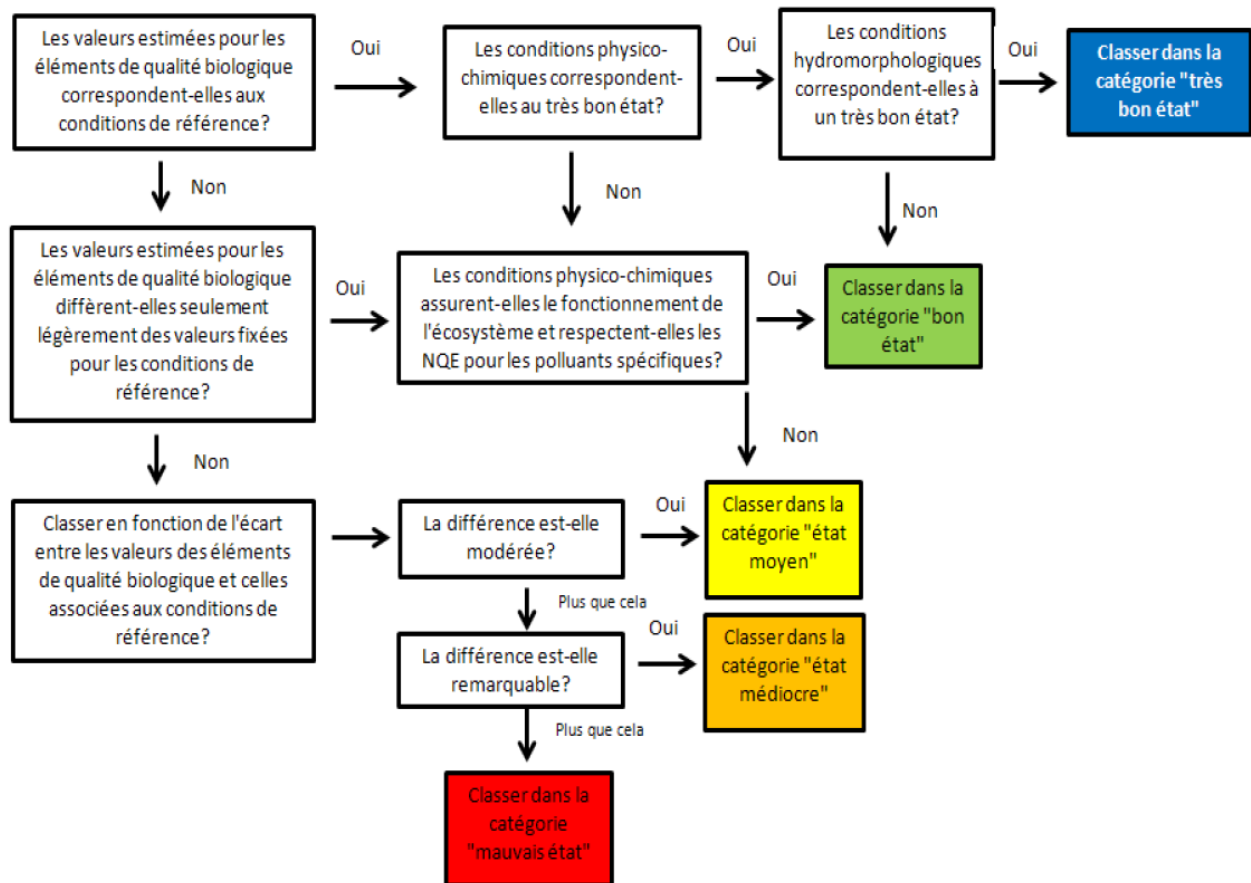 Les valeurs estimées pour les
éléments de qualité biologique
correspondent-elles aux
conditions de référence?
Oui
Les conditions physico-
chimiques correspondent-
elles au très bon état?
Oui
Les conditions
hydromorphologiques
correspondent-elles à
un très bon état?
Oui
Classer dans la
catégorie "très
bon état"
Non
Non
Non
Les valeurs estimées pour les
éléments de qualité biologique
diffèrent-elles seulement
légèrement des valeurs fixées
pour les conditions de
référence?
Oui
Les conditions physico-chimiques
assurent-elles le fonctionnement de
l'écosystème et respectent-elles les
NQE pour les polluants spécifiques?
Oui
Classer dans la
catégorie "bon
état"
Non
Non
Classer en fonction de l'écart
entre les valeurs des éléments
de qualité biologique et celles
associées aux conditions de
référence?
La différence est-elle
modérée?
Oui
Classer dans la
catégorie "état
moyen"
Plus que cela
La différence est-elle
remarquable?
Oui
Classer dans la
catégorie "état
médiocre"
Plus que cela
Classer dans la
catégorie
"mauvais état"